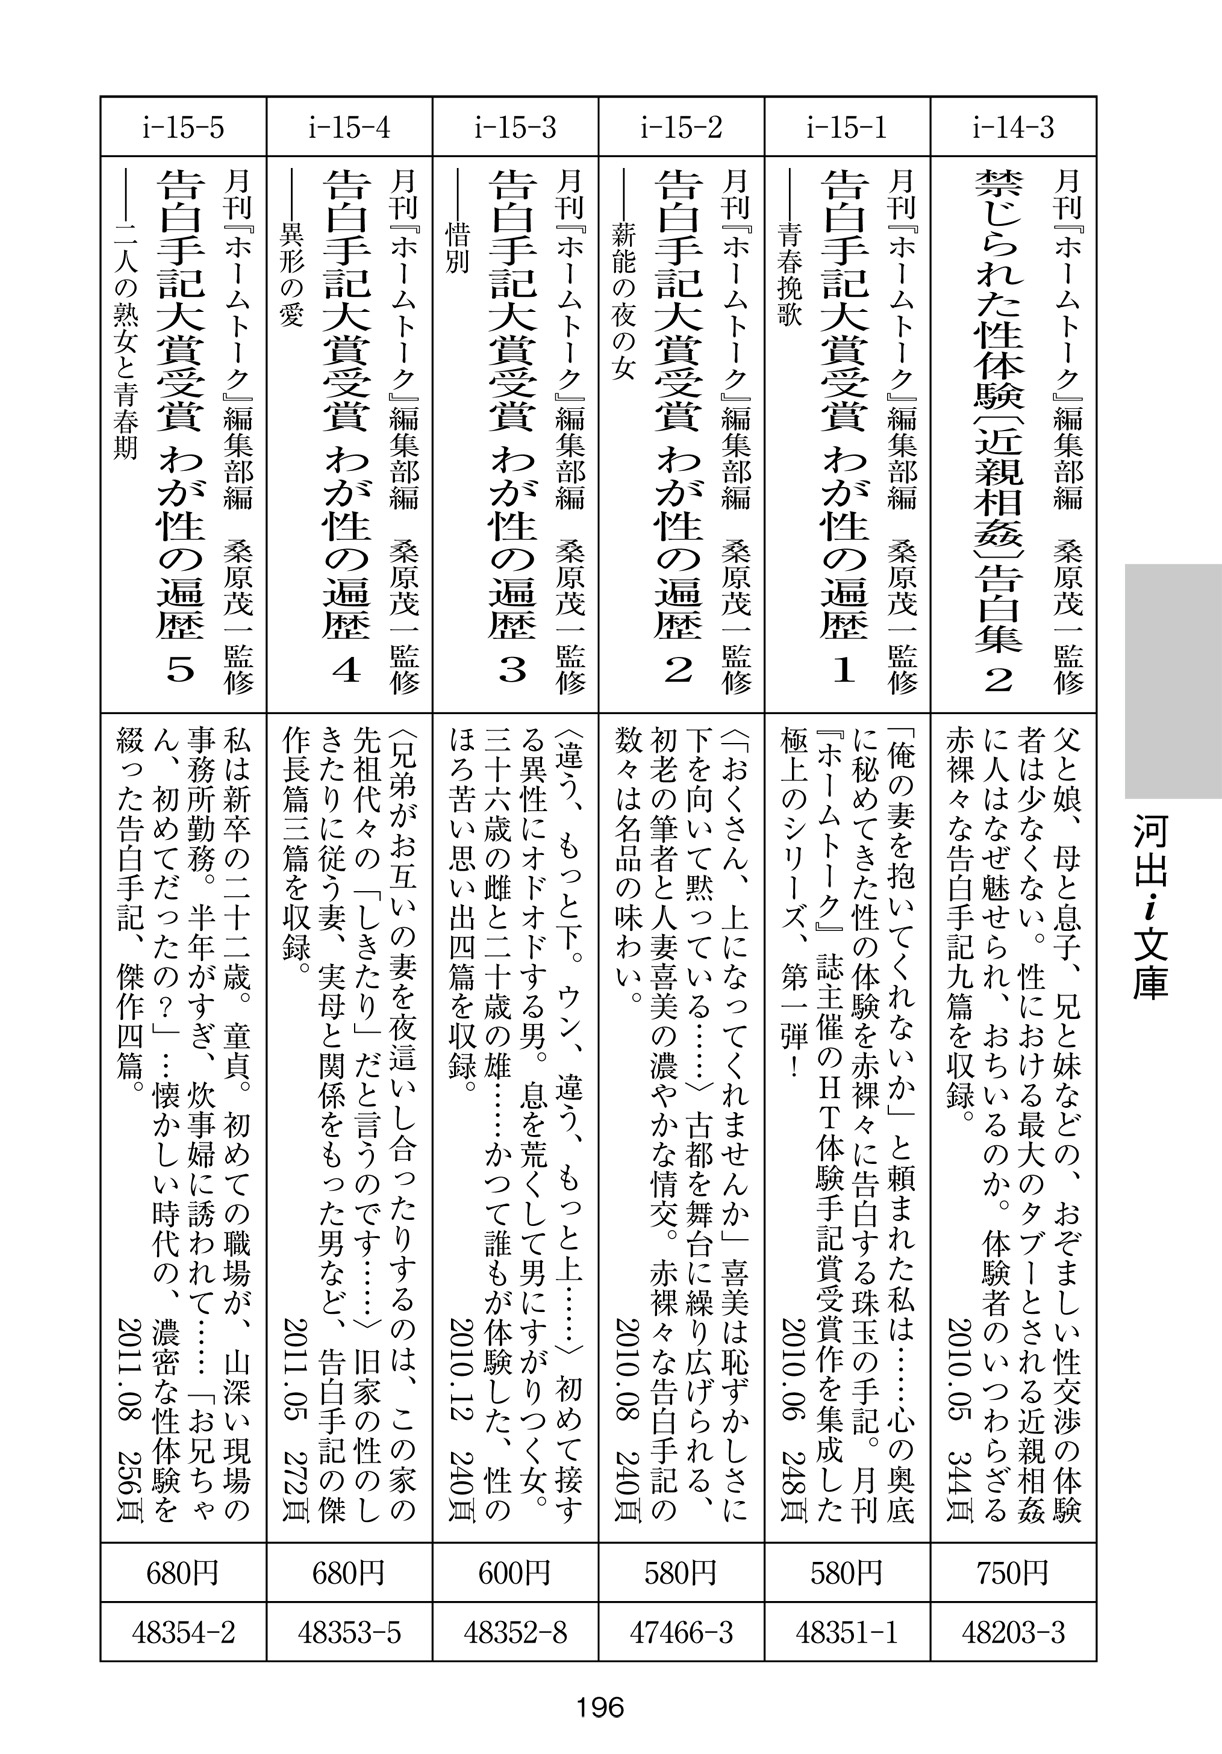 河出i文庫
i-14-3
月刊『ホームトーク』編集部編　桑原茂一監修
禁じられた性体験〔近親相姦〕告白集 2
父と娘、母と息子、兄と妹などの、おぞましい性交渉の体験
者は少なくない。性における最大のタブーとされる近親相姦
に人はなぜ魅せられ、おちいるのか。体験者のいつわらざる
赤裸々な告白手記九篇を収録。
2010.05　344頁
750円
48203-3
i-15-1
月刊『ホームトーク』編集部編　桑原茂一監修
告白手記大賞受賞 わが性の遍歴 1
――青春挽歌
「俺の妻を抱いてくれないか」と頼まれた私は……心の奥底
に秘めてきた性の体験を赤裸々に告白する珠玉の手記。月刊
『ホームトーク』誌主催のＨＴ体験手記賞受賞作を集成した
極上のシリーズ、第一弾！
2010.06　248頁
580円
48351-1
i-15-2
月刊『ホームトーク』編集部編　桑原茂一監修
告白手記大賞受賞 わが性の遍歴 2
――薪能の夜の女
〈「おくさん、上になってくれませんか」喜美は恥ずかしさに
下を向いて黙っている……〉古都を舞台に繰り広げられる、
初老の筆者と人妻喜美の濃やかな情交。赤裸々な告白手記の
数々は名品の味わい。
2010.08　240頁
580円
47466-3
i-15-3
月刊『ホームトーク』編集部編　桑原茂一監修
告白手記大賞受賞 わが性の遍歴 3
――惜別
〈違う、もっと下。ウン、違う、もっと上……〉初めて接す
る異性にオドオドする男。息を荒くして男にすがりつく女。
三十六歳の雌と二十歳の雄……かつて誰もが体験した、性の
ほろ苦い思い出四篇を収録。
2010.12　240頁
600円
48352-8
i-15-4
月刊『ホームトーク』編集部編　桑原茂一監修
告白手記大賞受賞 わが性の遍歴 4
――異形の愛
〈兄弟がお互いの妻を夜這いし合ったりするのは、この家の
先祖代々の「しきたり」だと言うのです……〉旧家の性のし
きたりに従う妻、実母と関係をもった男など、告白手記の傑
作長篇三篇を収録。
2011.05　272頁
680円
48353-5
i-15-5
月刊『ホームトーク』編集部編　桑原茂一監修
告白手記大賞受賞 わが性の遍歴 5
――二人の熟女と青春期
私は新卒の二十二歳。童貞。初めての職場が、山深い現場の
事務所勤務。半年がすぎ、炊事婦に誘われて……「お兄ちゃ
ん、初めてだったの？」…懐かしい時代の、濃密な性体験を
綴った告白手記、傑作四篇。
2011.08　256頁
680円
48354-2
196